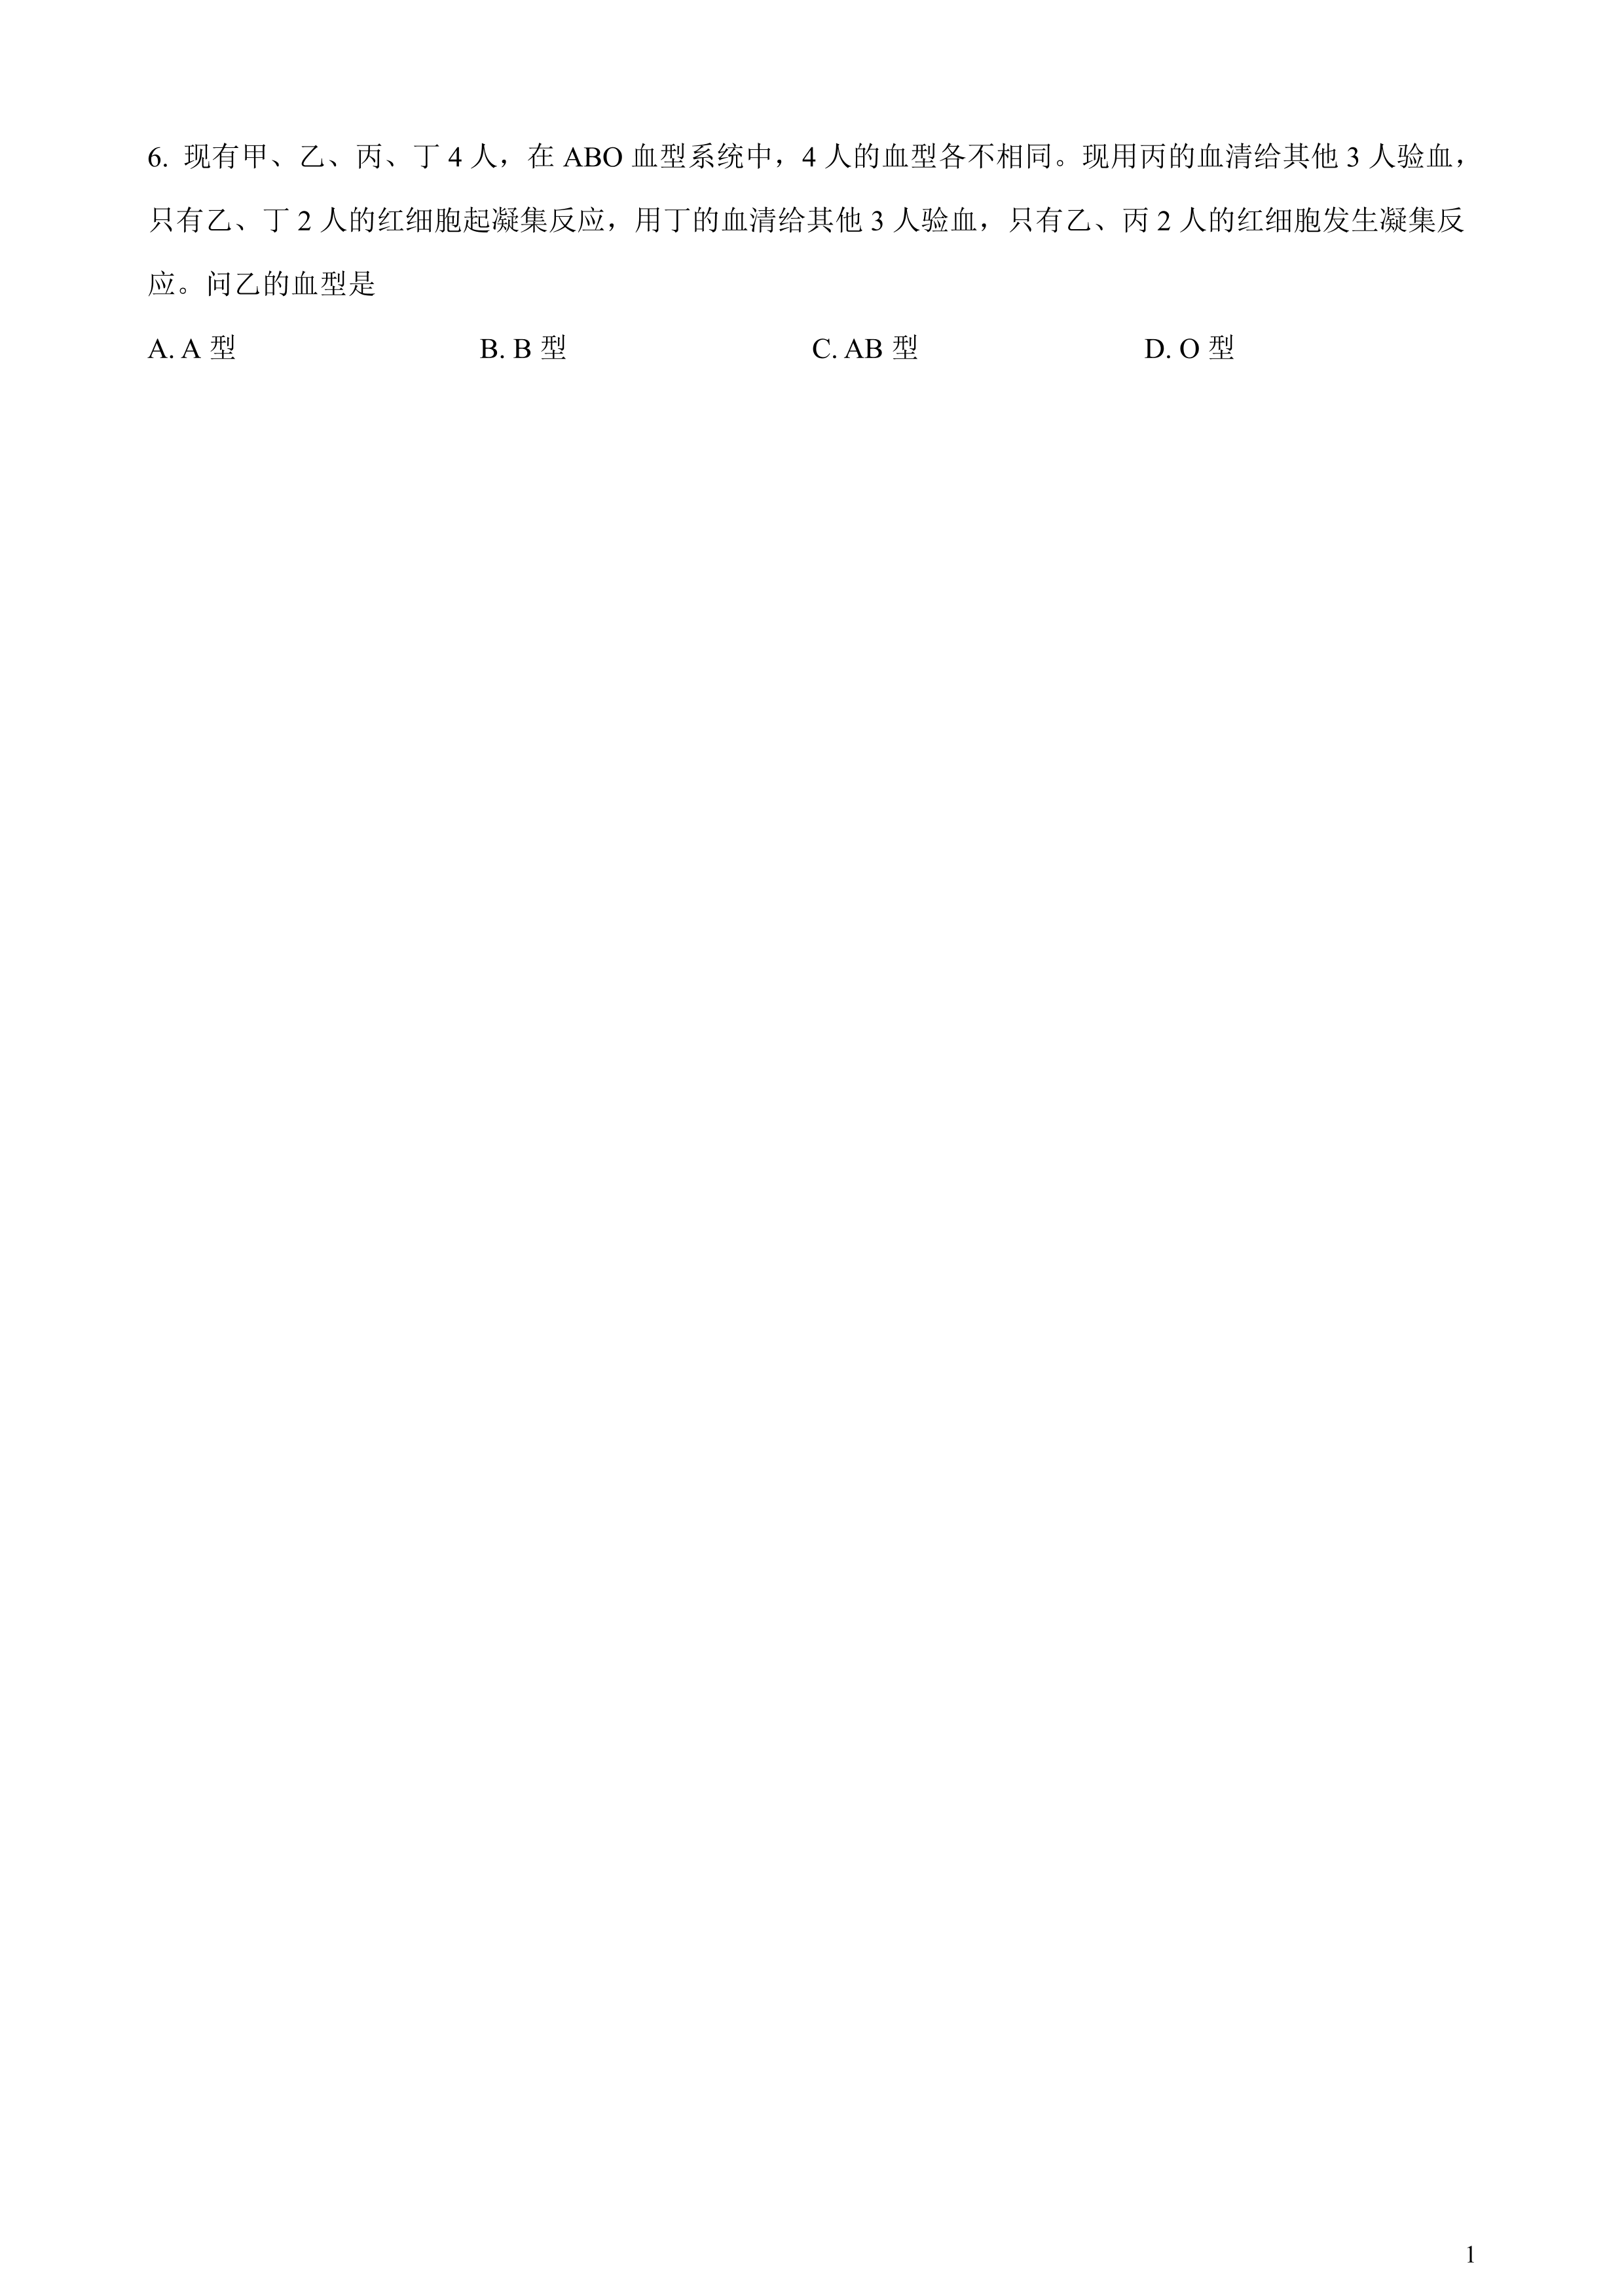 6. 现有甲、乙、丙、丁 4 人，在 ABO 血型系统中，4 人的血型各不相同。现用丙的血清给其他 3 人验血，
只有乙、丁 2 人的红细胞起凝集反应，用丁的血清给其他 3 人验血，只有乙、丙 2 人的红细胞发生凝集反
应。问乙的血型是
A. A 型 B. B 型 C. AB 型 D. O 型
1